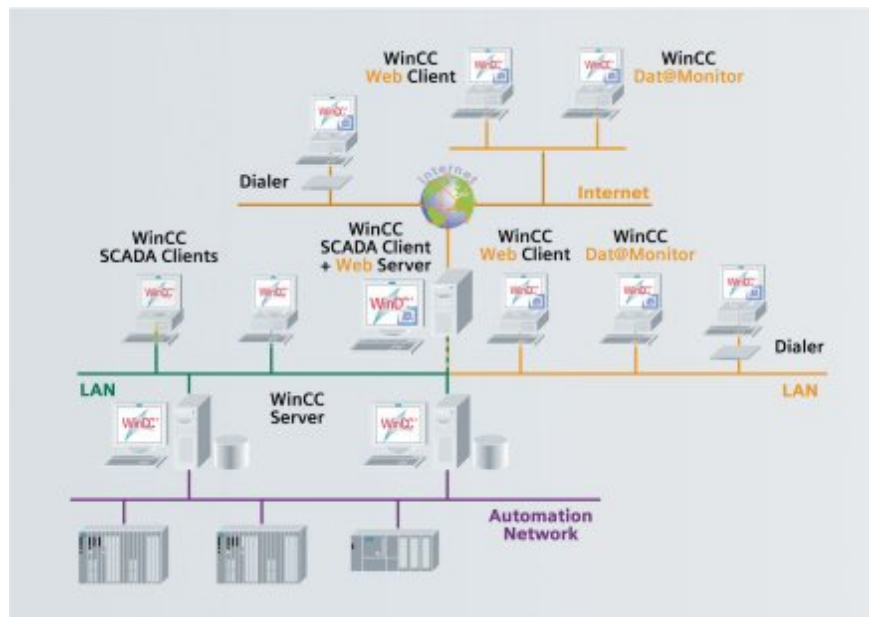 WinCC
Web Client
WinCC
Dat@Monitor
Dialer
Internet
Internet
WinCC
SCADA Clients
WinCC
SCADA Client
+ Web Server
WinCC
Web Client
WinCC
Dat@Monitor
Dialer
LAN
WinCC
Server
LAN
Automation
Network